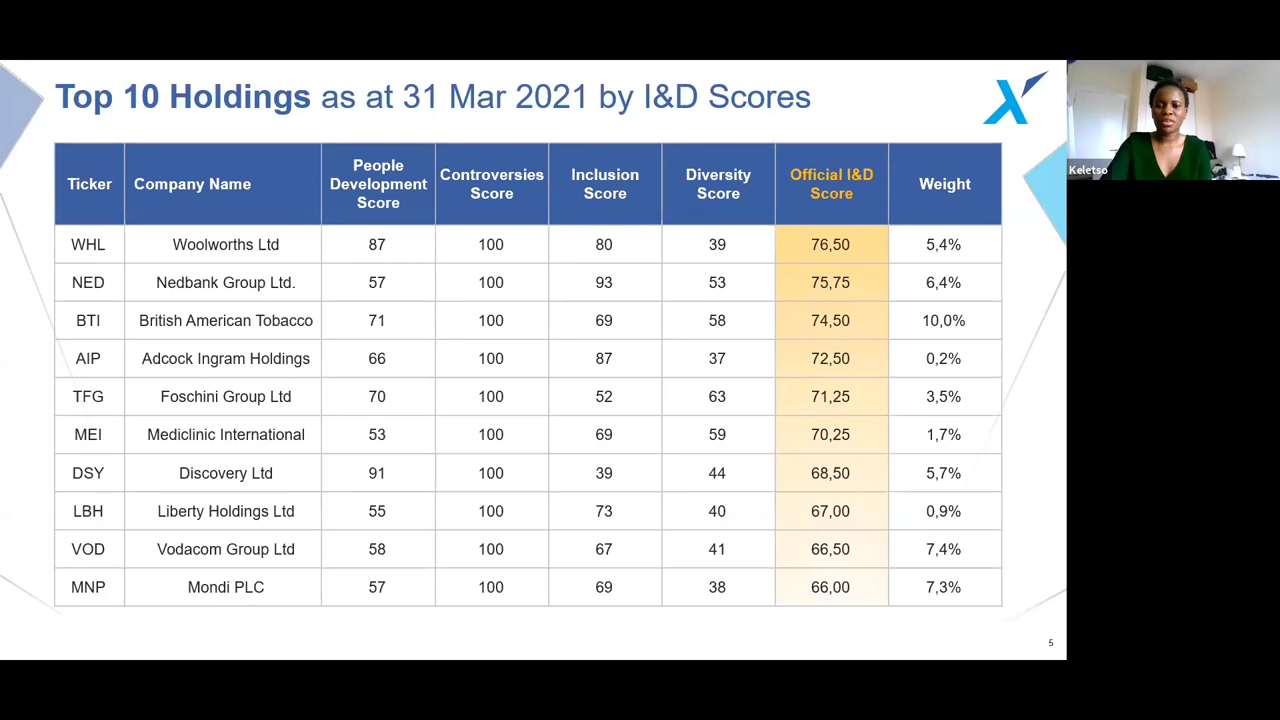 Top 10 Holdings as at 31 Mar 2021 by I&D Scores
Ticker Company Name People Development Score Controversies Score Inclusion Score Diversity Score Official I&D Score Weight
WHL Woolworths Ltd 87 100 80 39 76,50 5,4%
NED Nedbank Group Ltd. 57 100 93 53 75,75 6,4%
BTI British American Tobacco 71 100 69 58 74,50 10,0%
AIP Adcock Ingram Holdings 66 100 87 37 72,50 0,2%
TFG Foschini Group Ltd 70 100 52 63 71,25 3,5%
MEI Mediclinic International 53 100 69 59 70,25 1,7%
DSY Discovery Ltd 91 100 39 44 68,50 5,7%
LBH Liberty Holdings Ltd 55 100 73 40 67,00 0,9%
VOD Vodacom Group Ltd 58 100 67 41 66,50 7,4%
MNP Mondi PLC 57 100 69 38 66,00 7,3%
5
Keletso